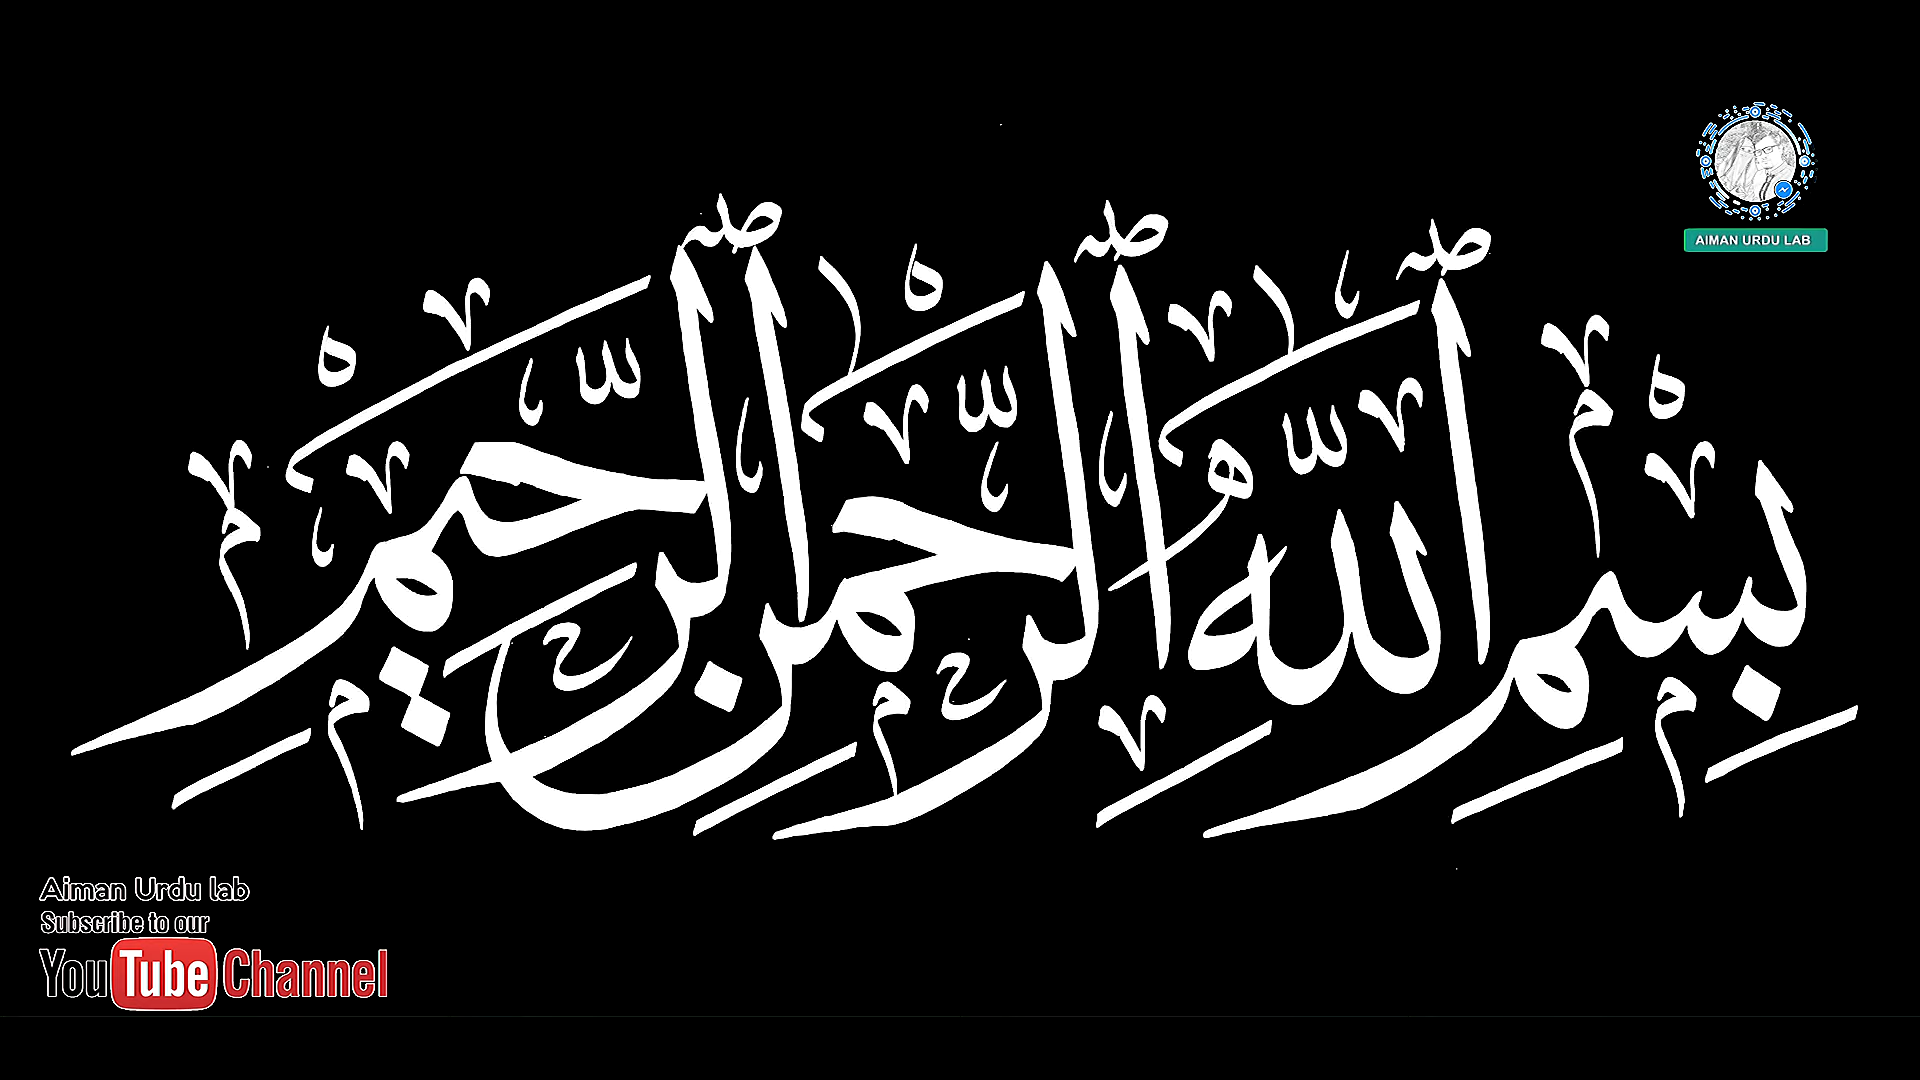 بِسْمِ اللّٰهِ الرَّحْمٰنِ الرَّحِيْمِ
AIMAN URDU LAB
Aiman Urdu lab
Subscribe to our
YouTube Channel